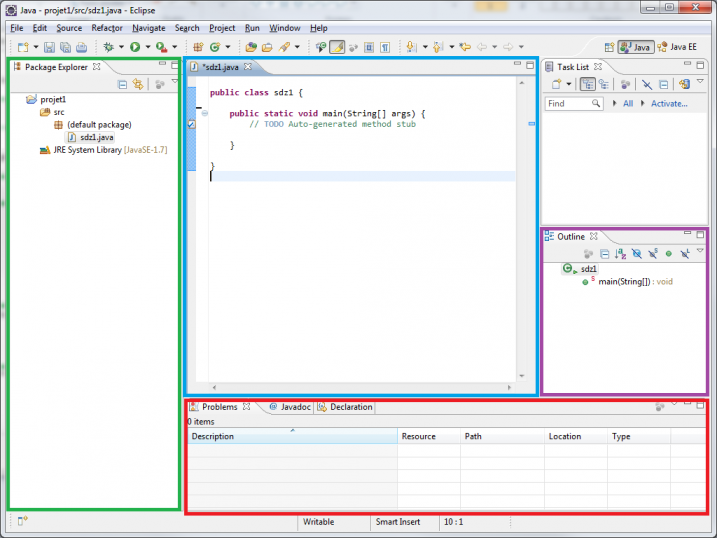 Java - projet1/src/sdz1.java - Eclipse
File Edit Source Refactor Navigate Search Project Run Window Help
Java Java EE
Package Explorer
projet1
src
(default package)
sdz1.java
JRE System Library [JavaSE-1.7]
*sdz1.java
public class sdz1 {
public static void main(String[] args) {
// TODO Auto-generated method stub
}
}
Task List
Find All Activate...
Outline
sdz1
main(String[]) : void
Problems @ Javadoc Declaration
0 items
Description Resource Path Location Type
Writable Smart Insert 10 : 1